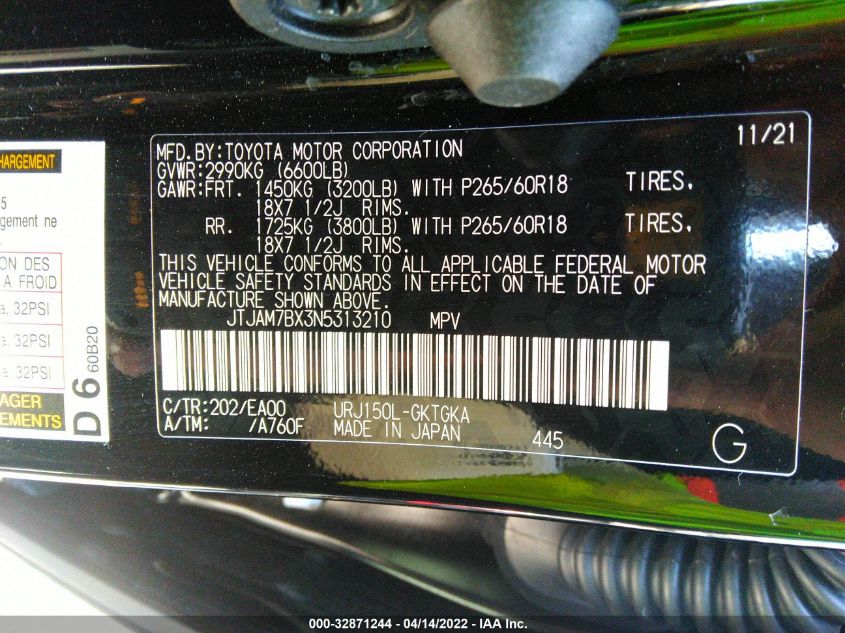 11/21
MFD.BY:TOYOTA MOTOR CORPORATION
GVWR:2990KG (6600LB)
GAWR:FRT. 1450KG (3200LB) WITH P265/60R18 TIRES.
18X7 1/2J RIMS.
RR. 1725KG (3800LB) WITH P265/60R18 TIRES.
18X7 1/2J RIMS.
THIS VEHICLE CONFORMS TO ALL APPLICABLE FEDERAL MOTOR
VEHICLE SAFETY STANDARDS IN EFFECT ON THE DATE OF
MANUFACTURE SHOWN ABOVE.
JTJAM7BX3N5313210 MPV
C/TR:202/EA00 URJ150L-GKTGKA
A/TM: /A760F MADE IN JAPAN 445
G
HARGEMENT
5
gement ne
ON DES
A FROID
a. 32PSI
a. 32PSI
a. 32PSI
AGER
EMENTS
D 6 60B20
000-32871244 - 04/14/2022 - IAA Inc.